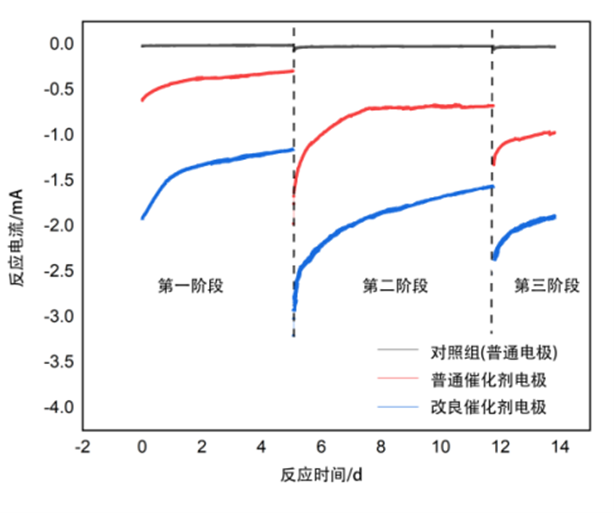 0.0
-0.5
-1.0
-1.5
-2.0
-2.5
-3.0
-3.5
-4.0
反应电流/mA
第一阶段 第二阶段 第三阶段
对照组(普通电极)
普通催化剂电极
改良催化剂电极
-2 0 2 4 6 8 10 12 14
反应时间/d